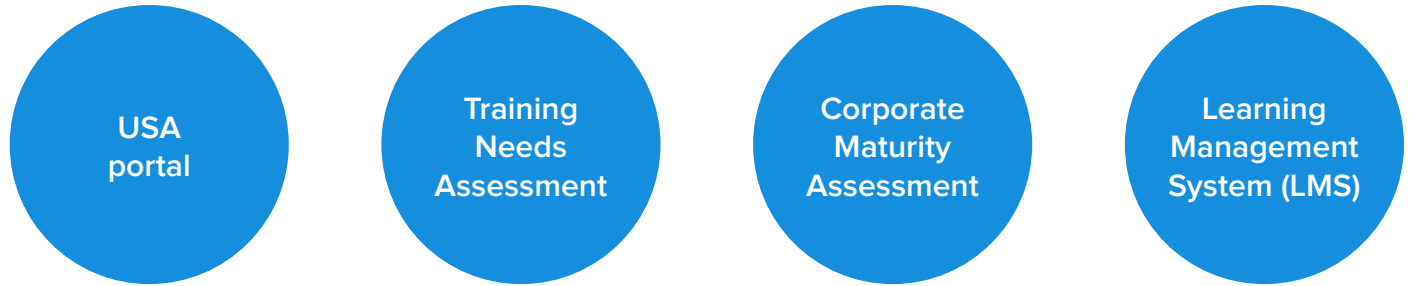 USA
portal
Training
Needs
Assessment
Corporate
Maturity
Assessment
Learning
Management
System (LMS)